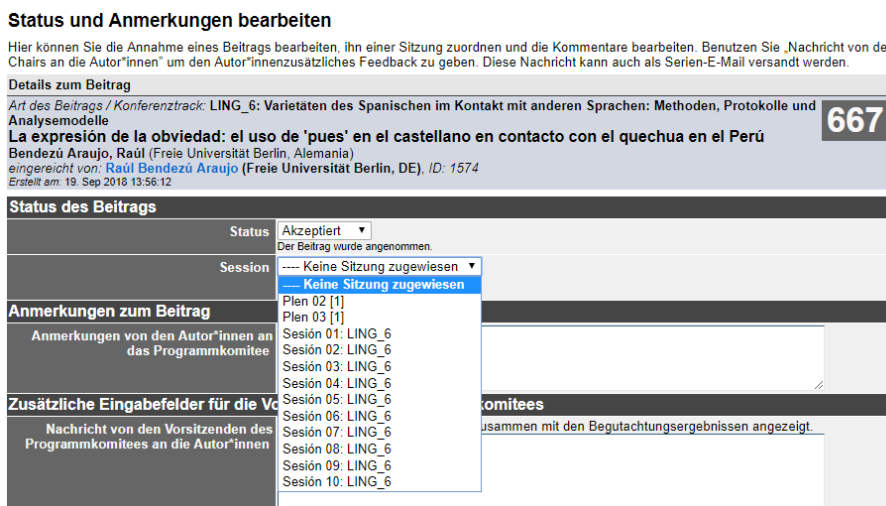 Status und Anmerkungen bearbeiten
Hier können Sie die Annahme eines Beitrags bearbeiten, ihn einer Sitzung zuordnen und die Kommentare bearbeiten. Benutzen Sie „Nachricht von de
Chairs an die Autor*innen" um den Autor*innenzusätzliches Feedback zu geben. Diese Nachricht kann auch als Serien-E-Mail versandt werden.
Details zum Beitrag
Art des Beitrags / Konferenztrack: LING_6: Varietäten des Spanischen im Kontakt mit anderen Sprachen: Methoden, Protokolle und
Analysemodelle
667
La expresión de la obviedad: el uso de 'pues' en el castellano en contacto con el quechua en el Perú
Bendezú Araujo, Raúl (Freie Universität Berlin, Alemania)
eingereicht von: Raúl Bendezú Araujo (Freie Universität Berlin, DE), ID: 1574
Erstellt am: 19. Sep 2018 13:56:12
Status des Beitrags
Status Akzeptiert
Der Beitrag wurde angenommen.
Session ---- Keine Sitzung zugewiesen
---- Keine Sitzung zugewiesen
Plen 02 [1]
Plen 03 [1]
Sesión 01: LING_6
Sesión 02: LING_6
Sesión 03: LING_6
Sesión 04: LING_6
Sesión 05: LING_6
Sesión 06: LING_6
Sesión 07: LING_6
Sesión 08: LING_6
Sesión 09: LING_6
Sesión 10: LING_6
Anmerkungen zum Beitrag
Anmerkungen von den Autor*innen an
das Programmkomitee
Zusätzliche Eingabefelder für die Vo komitees
Nachricht von den Vorsitzenden des
Programmkomitees an die Autor*innen
usammen mit den Begutachtungsergebnissen angezeigt.